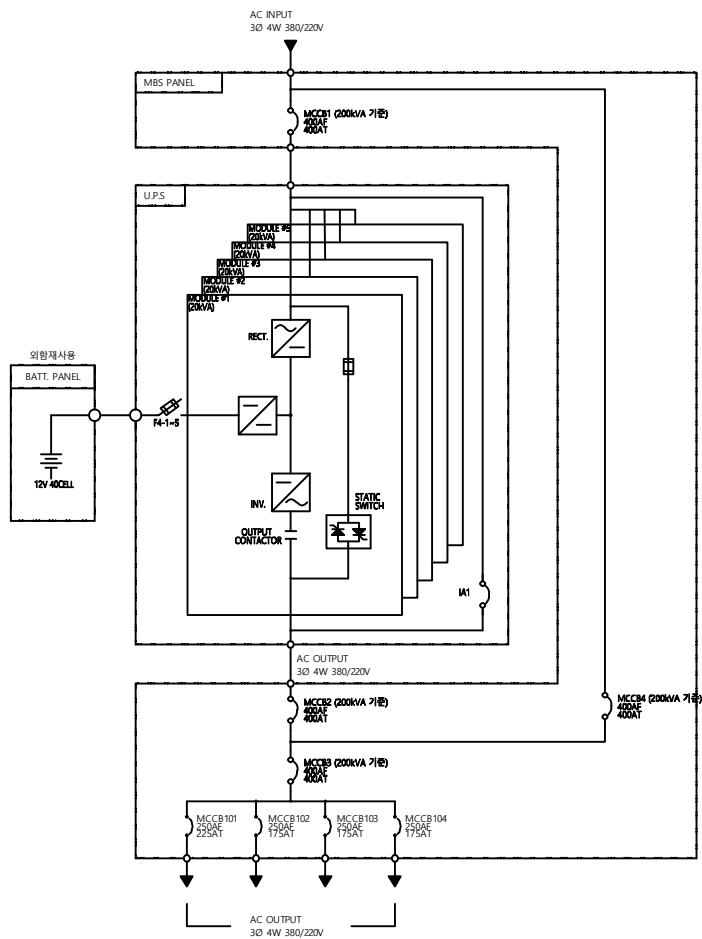 AC INPUT
3Ø 4W 380/220V
MBS PANEL
MCCB1 (200kVA 기준)
400AF
400AT
U.P.S
MODULE #5
(20kVA)
MODULE #4
(20kVA)
MODULE #3
(20kVA)
MODULE #2
(20kVA)
MODULE #1
(20kVA)
RECT.
외함재사용
BATT. PANEL
F4-1~5
12V 40CELL
INV.
STATIC
SWITCH
OUTPUT
CONTACTOR
IA1
AC OUTPUT
3Ø 4W 380/220V
MCCB2 (200kVA 기준)
400AF
400AT
MCCB4 (200kVA 기준)
400AF
400AT
MCCB3 (200kVA 기준)
400AF
400AT
MCCB101
250AF
225AT
MCCB102
250AF
175AT
MCCB103
250AF
175AT
MCCB104
250AF
175AT
AC OUTPUT
3Ø 4W 380/220V